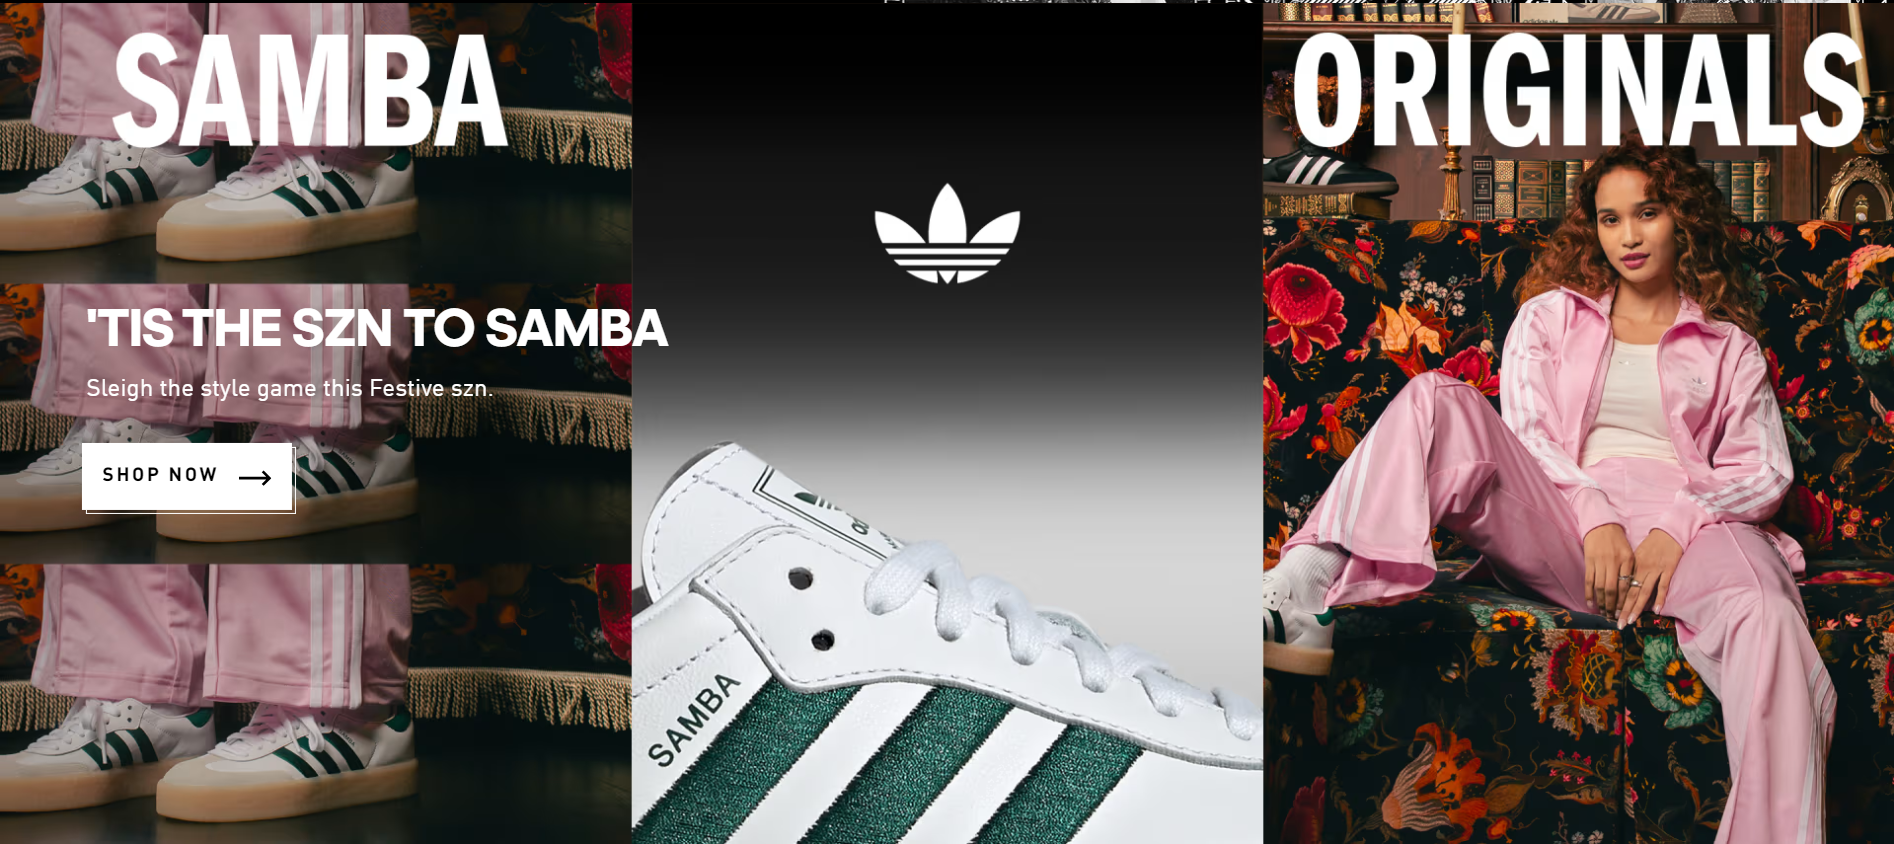 SAMBA
ORIGINALS
'TIS THE SZN TO SAMBA
Sleigh the style game this Festive szn.
SHOP NOW
SAMBA